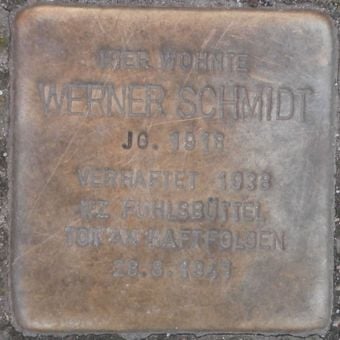 HIER WOHNTE
WERNER SCHMIDT
JG. 1918
VERHAFTET 1938
KZ FUHLSBÜTTEL
TOT AN HAFTFOLGEN